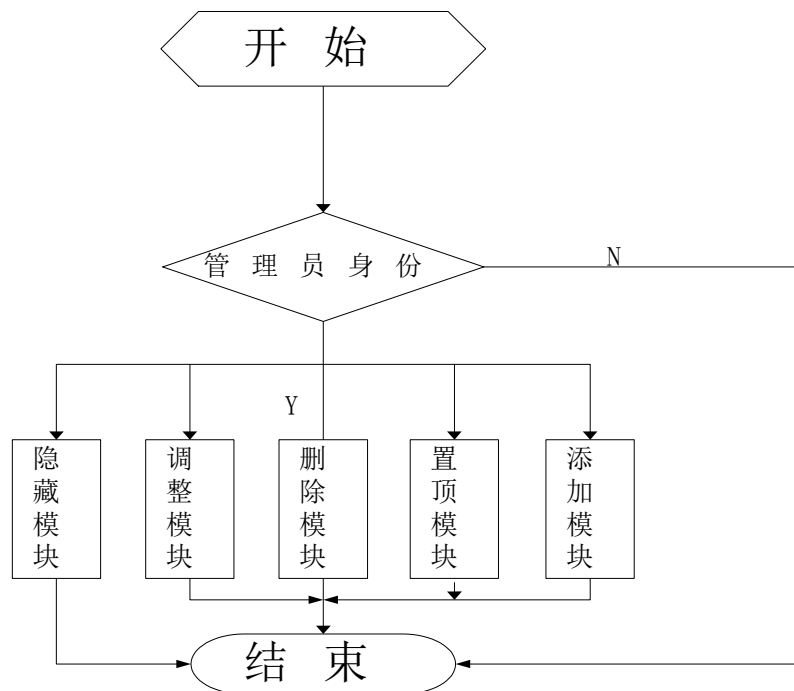 开 始
管 理 员 身 份
N
Y
隐藏模块
调整模块
删除模块
置顶模块
添加模块
结 束